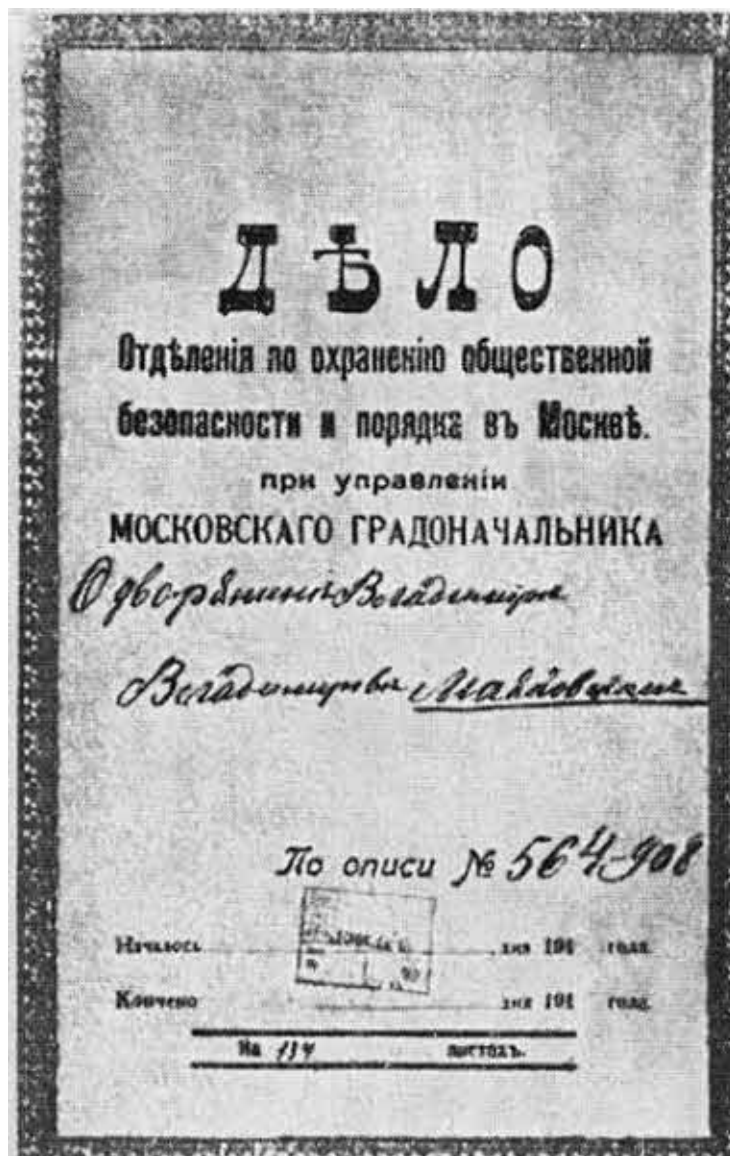 ДѢЛО
Отдѣленія по охраненію общественной
безопасности и порядка въ Москвѣ.
при управленіи
МОСКОВСКАГО ГРАДОНАЧАЛЬНИКА
О дворянинѣ Владимірѣ
Владиміровѣ Маяковскомъ
По описи № 564-908
Началось дня 191 года.
Кончено дня 191 года.
На листахъ.